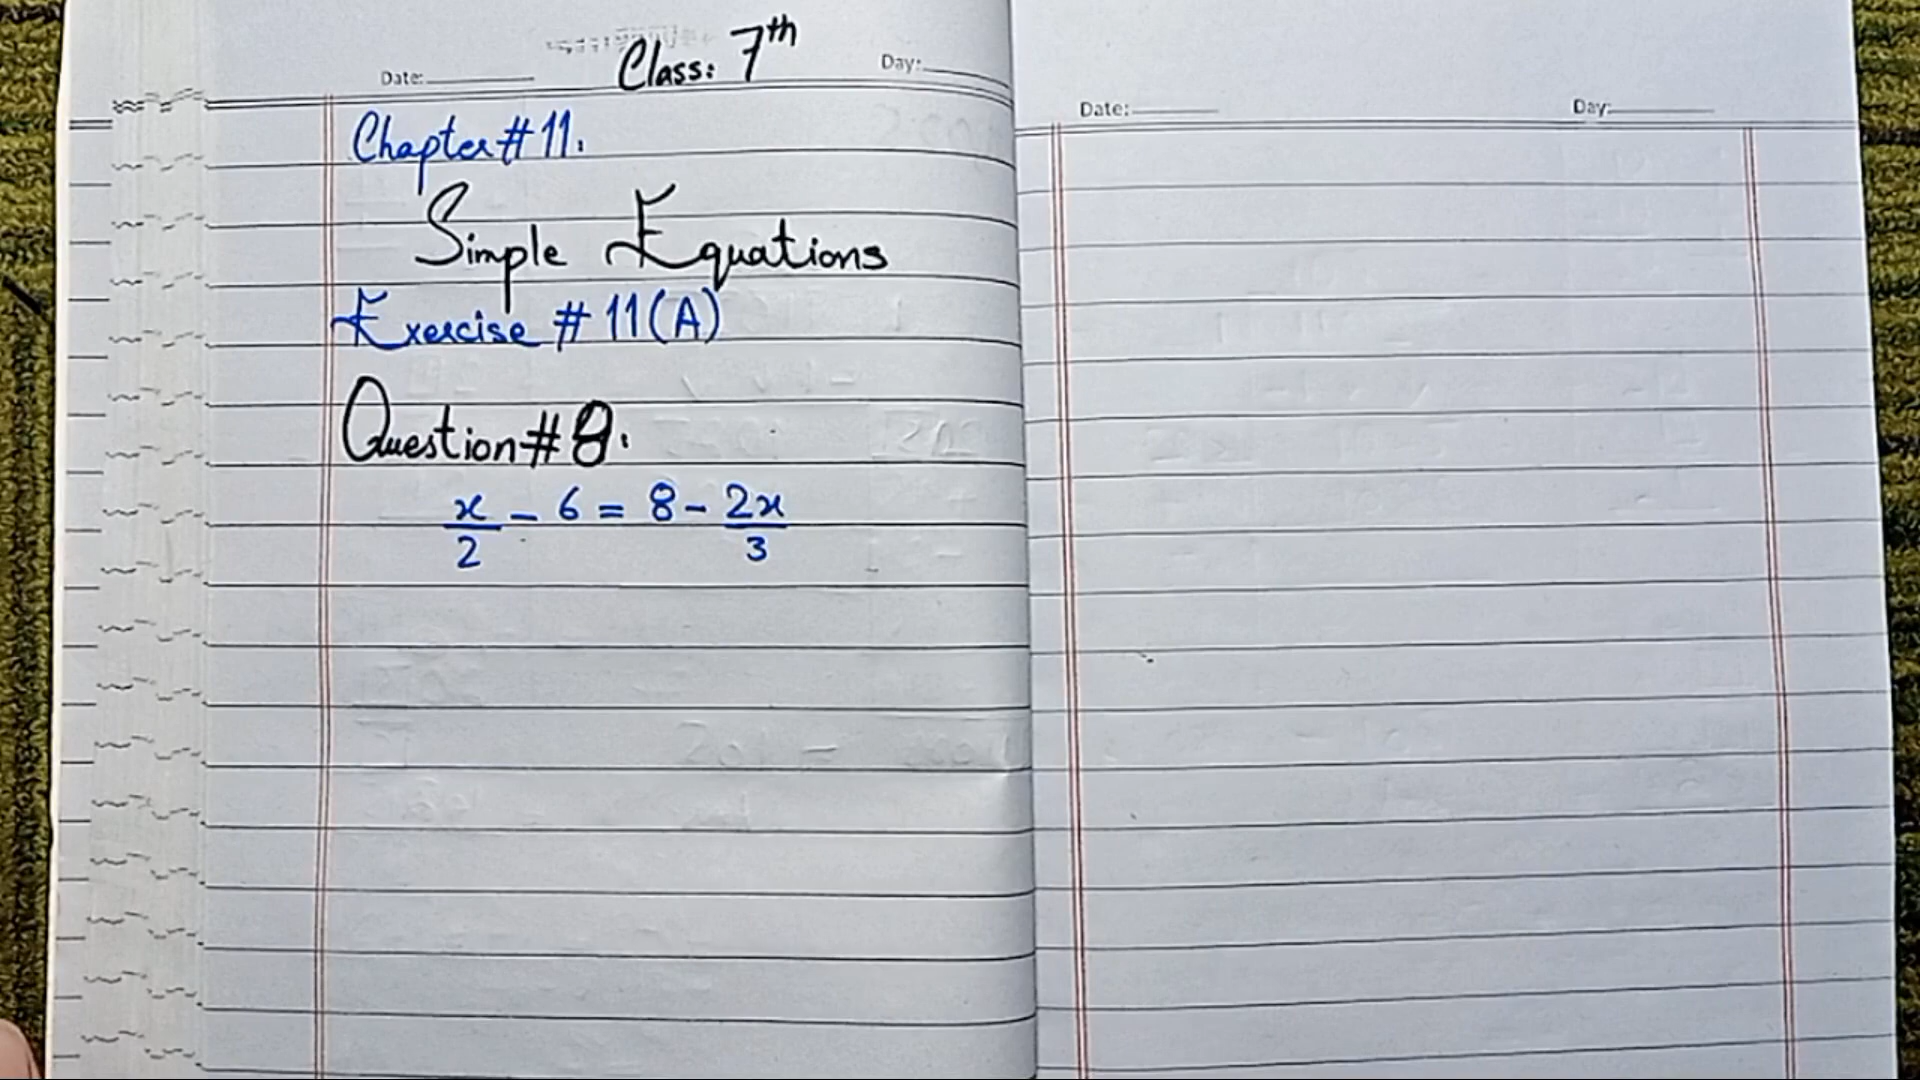 Date: Class: 7th Day:
Chapter # 11.
Simple Equations
Exercise # 11(A)
Question # 8.
x/2 - 6 = 8 - 2x/3
Date: Day: